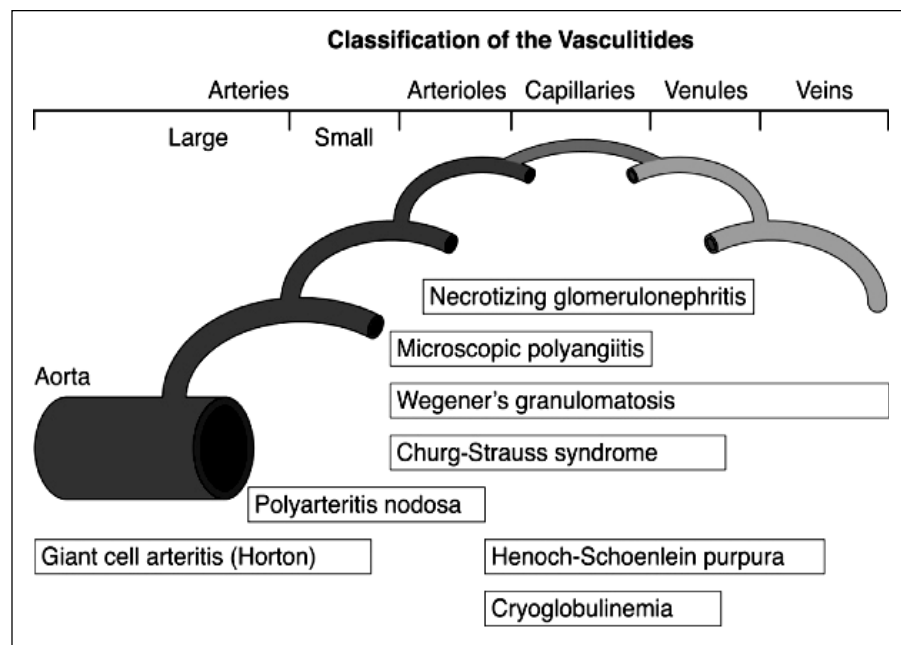 Classification of the Vasculitides
Arteries Arterioles Capillaries Venules Veins
Large Small
Necrotizing glomerulonephritis
Microscopic polyangiitis
Aorta
Wegener's granulomatosis
Churg-Strauss syndrome
Polyarteritis nodosa
Giant cell arteritis (Horton) Henoch-Schoenlein purpura
Cryoglobulinemia